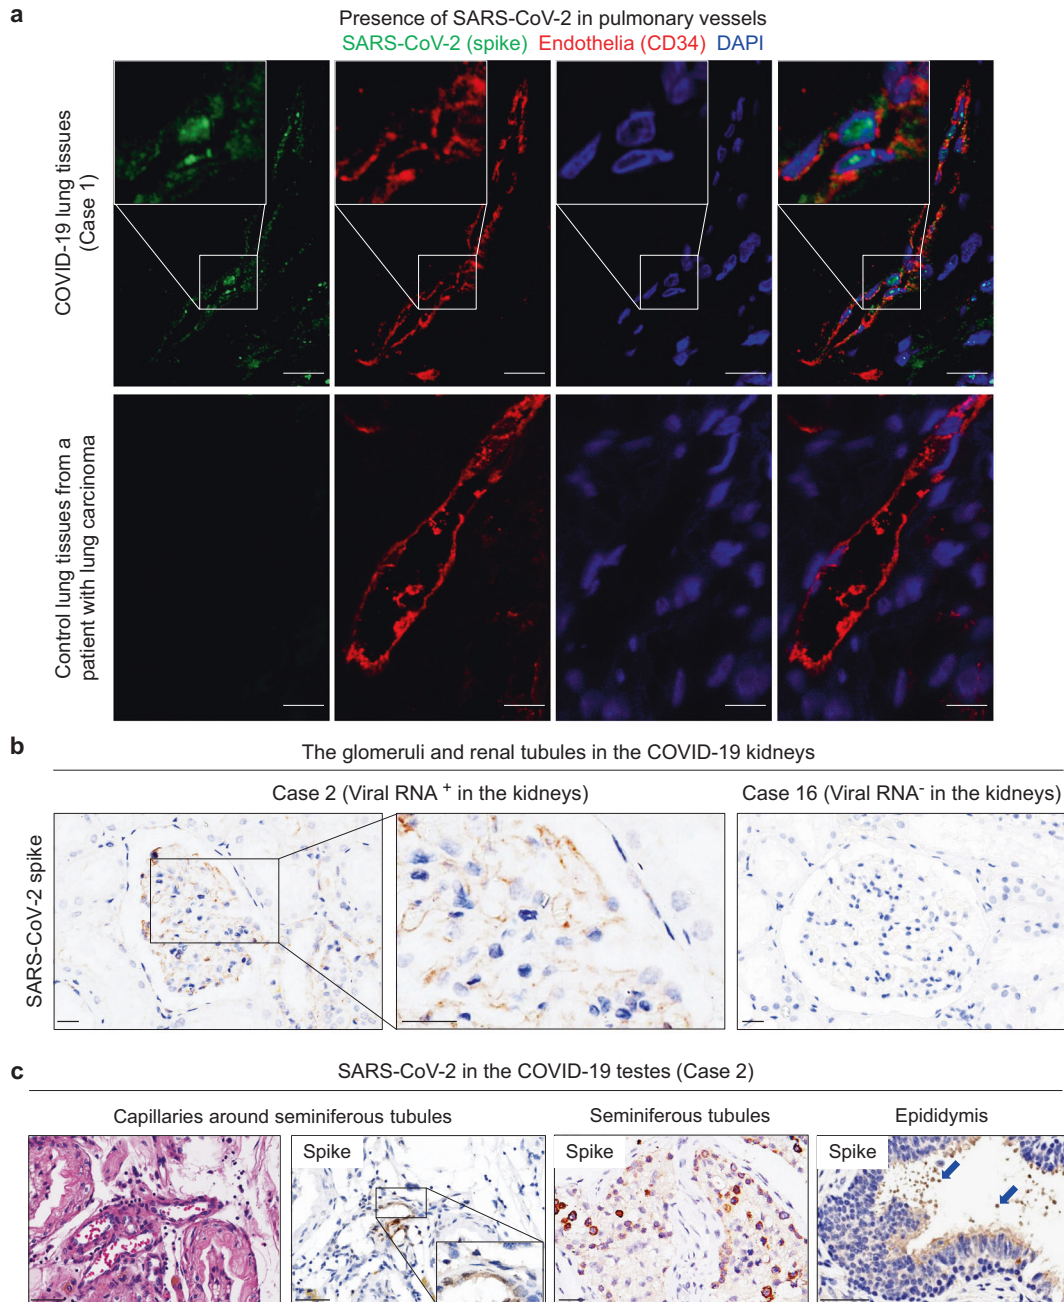 a
Presence of SARS-CoV-2 in pulmonary vessels
SARS-CoV-2 (spike) Endothelia (CD34) DAPI
COVID-19 lung tissues
(Case 1)
Control lung tissues from a
patient with lung carcinoma
b
The glomeruli and renal tubules in the COVID-19 kidneys
Case 2 (Viral RNA + in the kidneys)
Case 16 (Viral RNA- in the kidneys)
SARS-CoV-2 spike
c
SARS-CoV-2 in the COVID-19 testes (Case 2)
Capillaries around seminiferous tubules
Seminiferous tubules
Epididymis
Spike
Spike
Spike